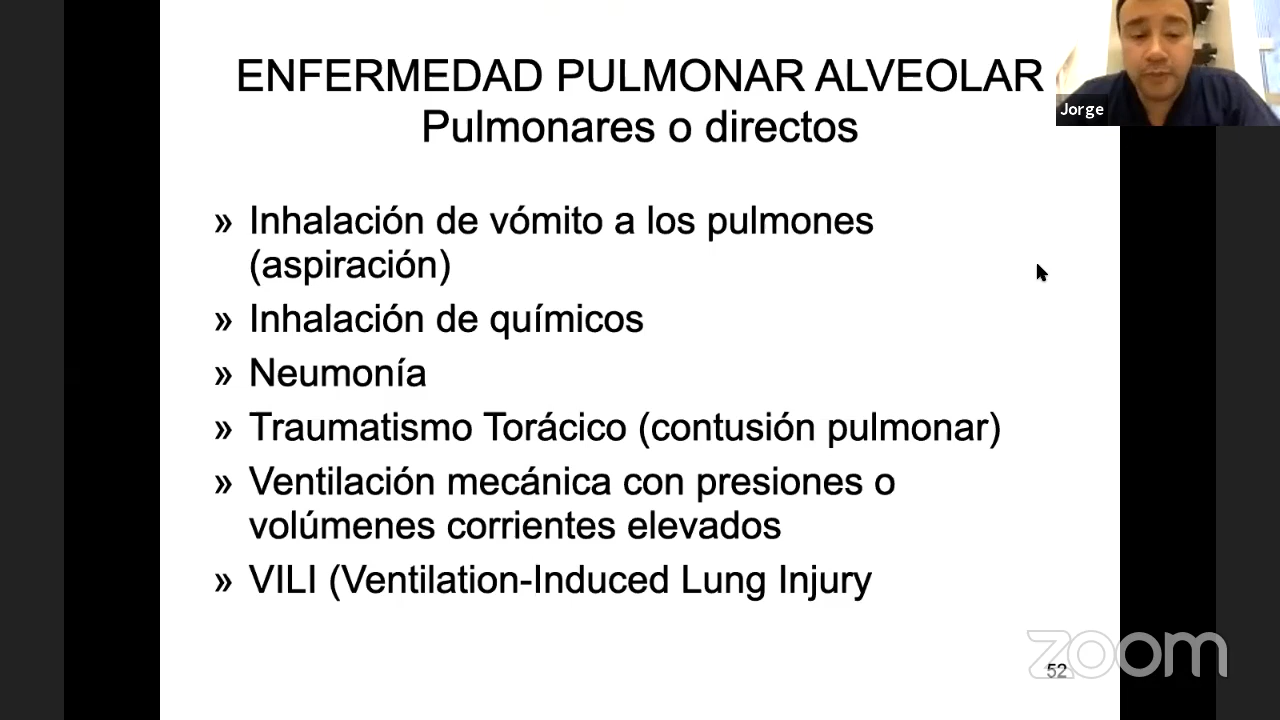 ENFERMEDAD PULMONAR ALVEOLAR
Pulmonares o directos
Jorge
» Inhalación de vómito a los pulmones
(aspiración)
» Inhalación de químicos
» Neumonía
» Traumatismo Torácico (contusión pulmonar)
» Ventilación mecánica con presiones o
volúmenes corrientes elevados
» VILI (Ventilation-Induced Lung Injury
zoom
52